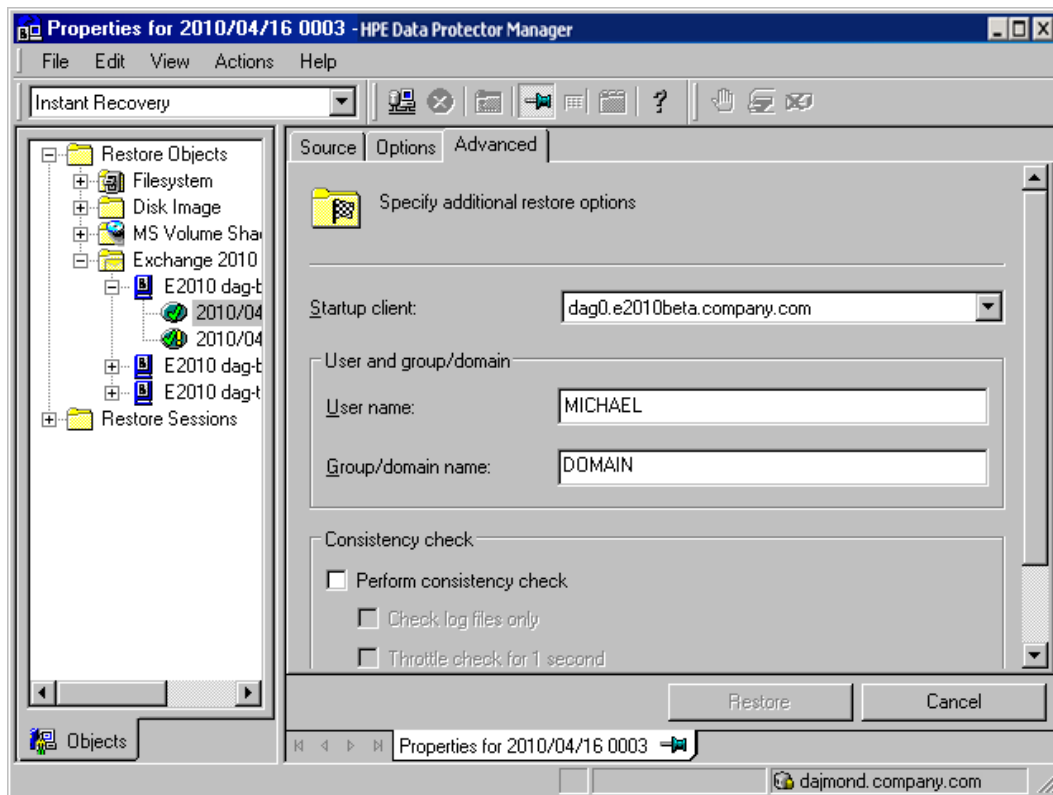 Properties for 2010/04/16 0003 - HPE Data Protector Manager
File Edit View Actions Help
Instant Recovery
Restore Objects
Filesystem
Disk Image
MS Volume Sha
Exchange 2010
E2010 dag-b
2010/04
2010/04
E2010 dag-b
E2010 dag-t
Restore Sessions
Objects
Source Options Advanced
Specify additional restore options
Startup client: dag0.e2010beta.company.com
User and group/domain
User name: MICHAEL
Group/domain name: DOMAIN
Consistency check
Perform consistency check
Check log files only
Throttle check for 1 second
Restore Cancel
Properties for 2010/04/16 0003
dajmond.company.com